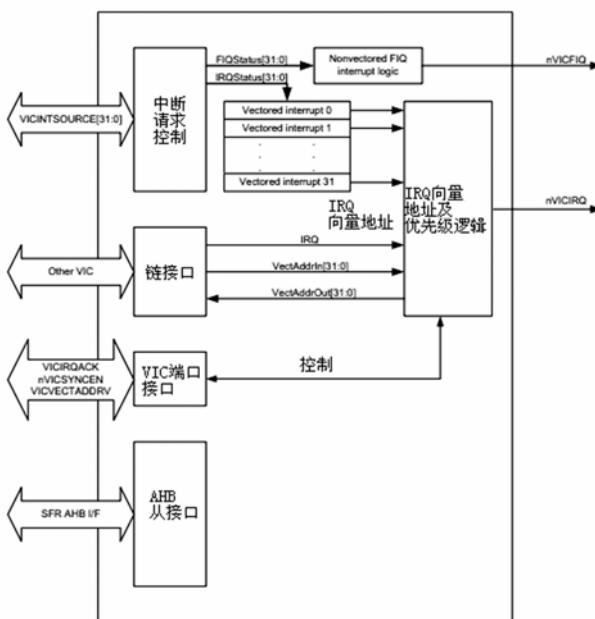 FIQStatus[31:0]
IRQStatus[31:0]
Nonvectored FIQ
interrupt logic
nVICFIQ
VICINTSOURCE[31:0]
中断
请求
控制
Vectored interrupt 0
Vectored interrupt 1
Vectored interrupt 31
IRQ
向量地址
IRQ向量
地址及
优先级逻辑
nVICIRQ
Other VIC
链接口
IRQ
VectAddrIn[31:0]
VectAddrOut[31:0]
VICIRQACK
nVICSYNCEN
VICVECTADDRV
VIC端口
接口
控制
SFR AHB I/F
AHB
从接口